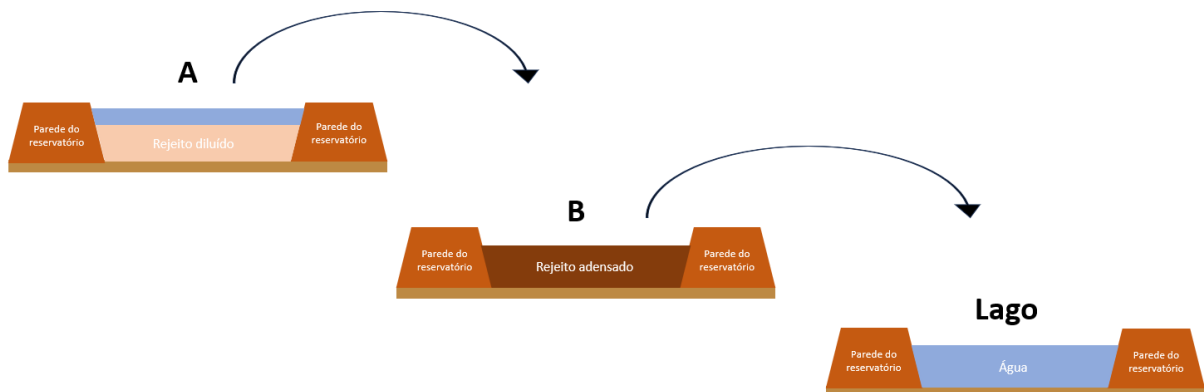 A
Parede do
reservatório
Rejeito diluído
Parede do
reservatório
B
Parede do
reservatório
Rejeito adensado
Parede do
reservatório
Lago
Parede do
reservatório
Água
Parede do
reservatório